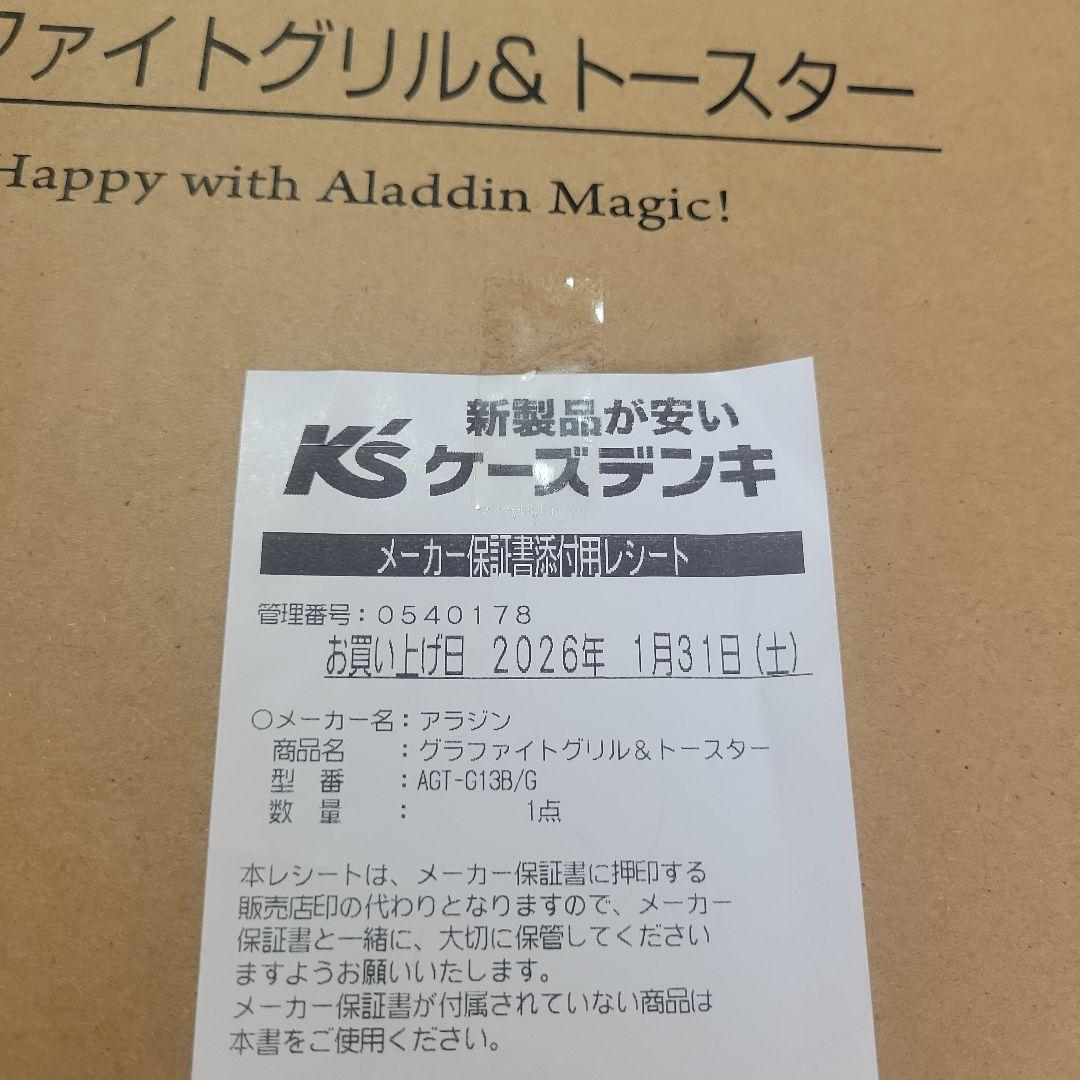 ファイトグリル&トースター
Happy with Aladdin Magic!
新製品が安い
K's ケーズデンキ
メーカー保証書添付用レシート
管理番号：0540178
お買い上げ日 2026年 1月31日(土)
○メーカー名：アラジン
商品名 ：グラファイトグリル＆トースター
型 番 ：AGT-G13B/G
数 量 ： 1点
本レシートは、メーカー保証書に押印する
販売店印の代わりとなりますので、メーカー
保証書と一緒に、大切に保管してください
ますようお願いいたします。
メーカー保証書が付属されていない商品は
本書をご使用ください。